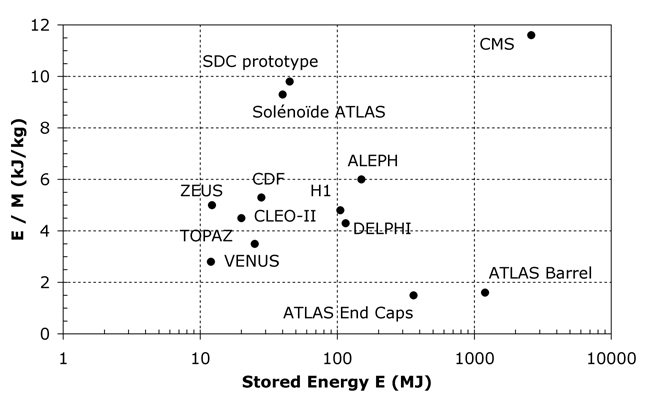 12
CMS
SDC prototype
10
Solénoïde ATLAS
8
E / M (kJ/kg)
ALEPH
6
CDF
ZEUS
H1
CLEO-II
DELPHI
4
TOPAZ
VENUS
2
ATLAS Barrel
ATLAS End Caps
0
1 10 100 1000 10000
Stored Energy E (MJ)